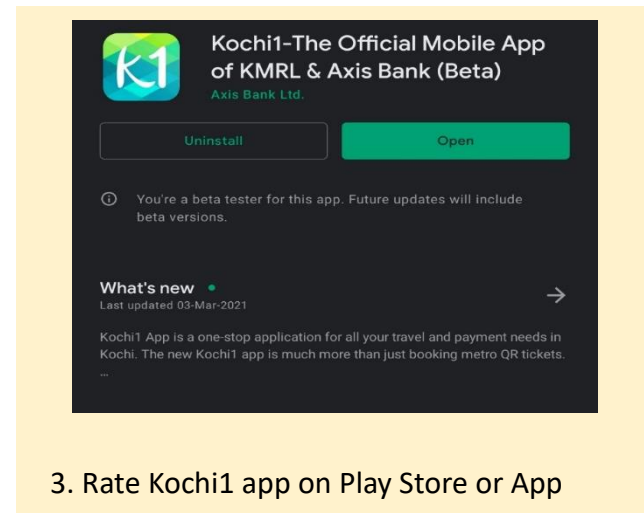 K1
Kochi1-The Official Mobile App
of KMRL & Axis Bank (Beta)
Axis Bank Ltd.
Uninstall
Open
You're a beta tester for this app. Future updates will include
beta versions.
What's new
Last updated 03-Mar-2021
Kochi1 App is a one-stop application for all your travel and payment needs in
Kochi. The new Kochi1 app is much more than just booking metro QR tickets.
...
3. Rate Kochi1 app on Play Store or App